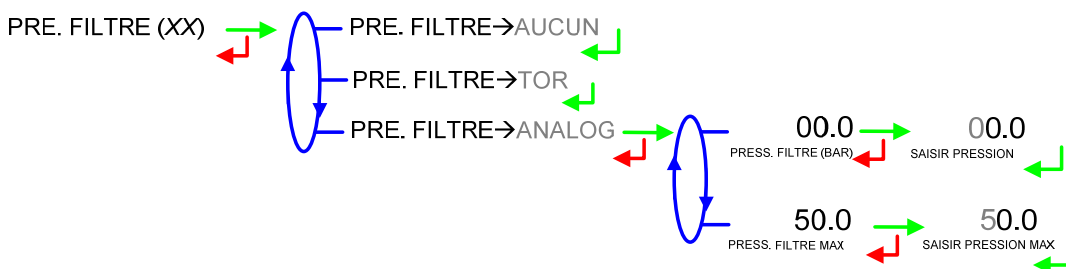 PRE. FILTRE (XX)
PRE. FILTRE→AUCUN
PRE. FILTRE→TOR
PRE. FILTRE→ANALOG
00.0
PRESS. FILTRE (BAR)
00.0
SAISIR PRESSION
50.0
PRESS. FILTRE MAX
50.0
SAISIR PRESSION MAX